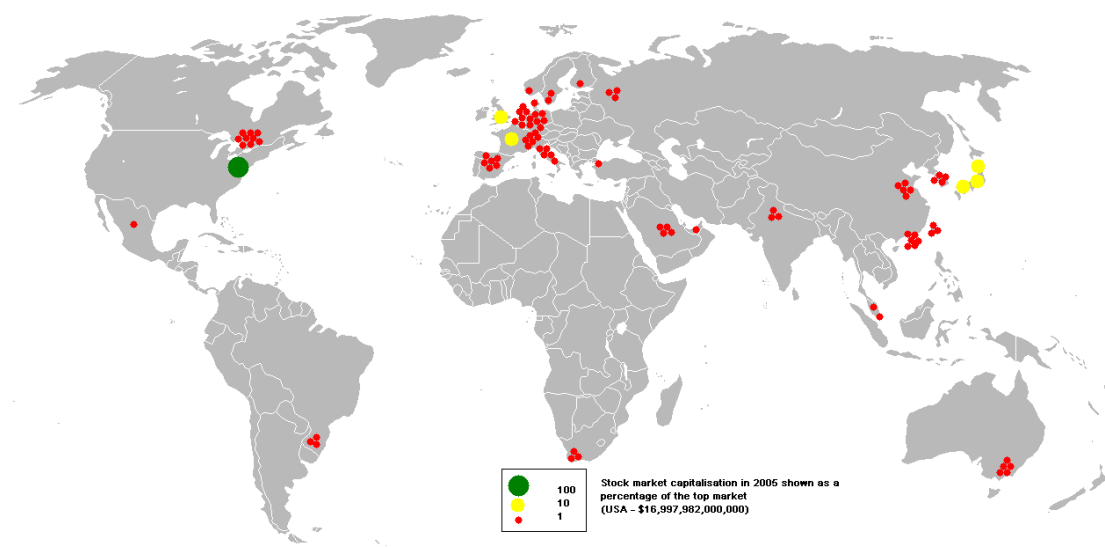 100
10
1
Stock market capitalisation in 2005 shown as a
percentage of the top market
(USA - $16,997,982,000,000)